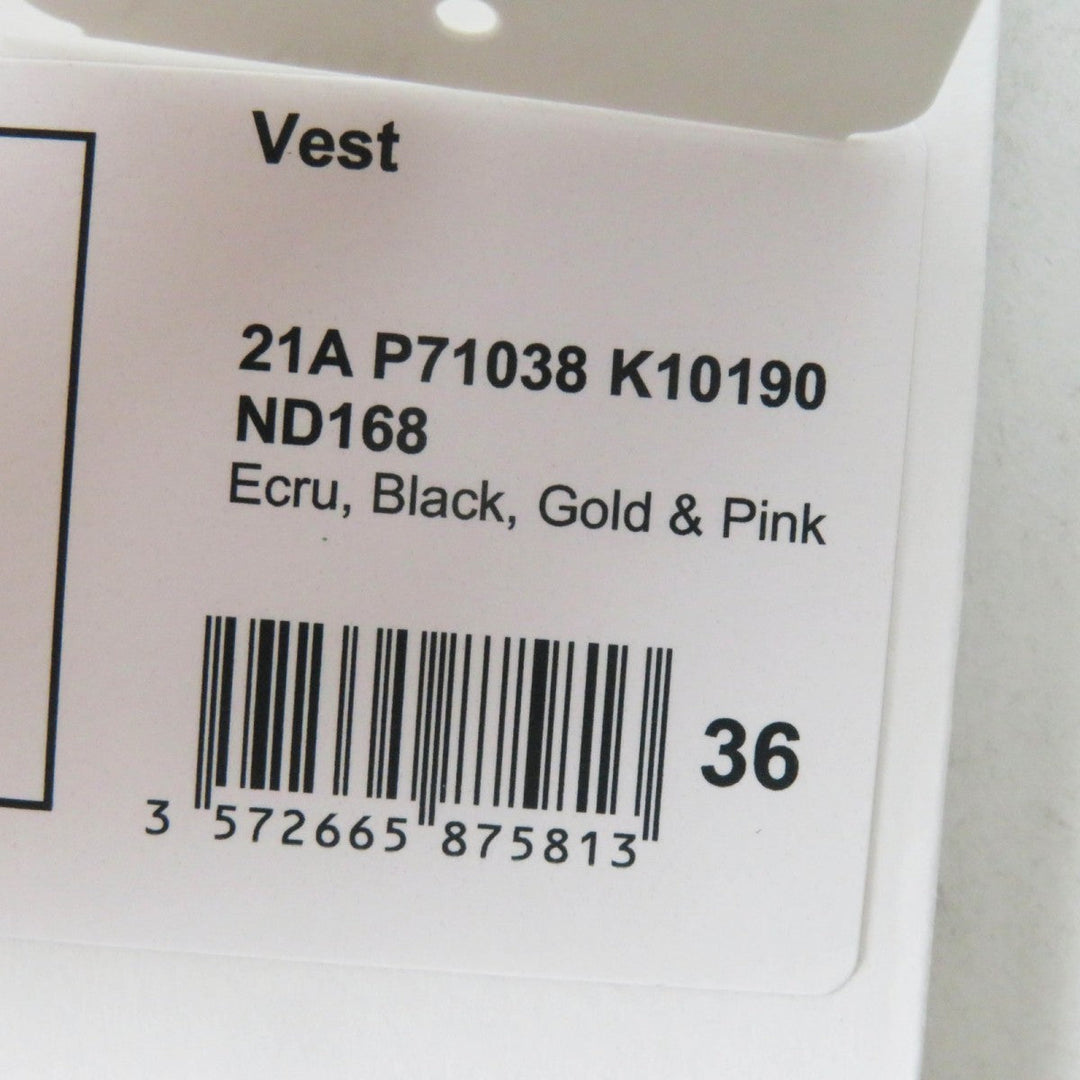 Vest
21A P71038 K10190
ND168
Ecru, Black, Gold & Pink
36
3 572665 875813